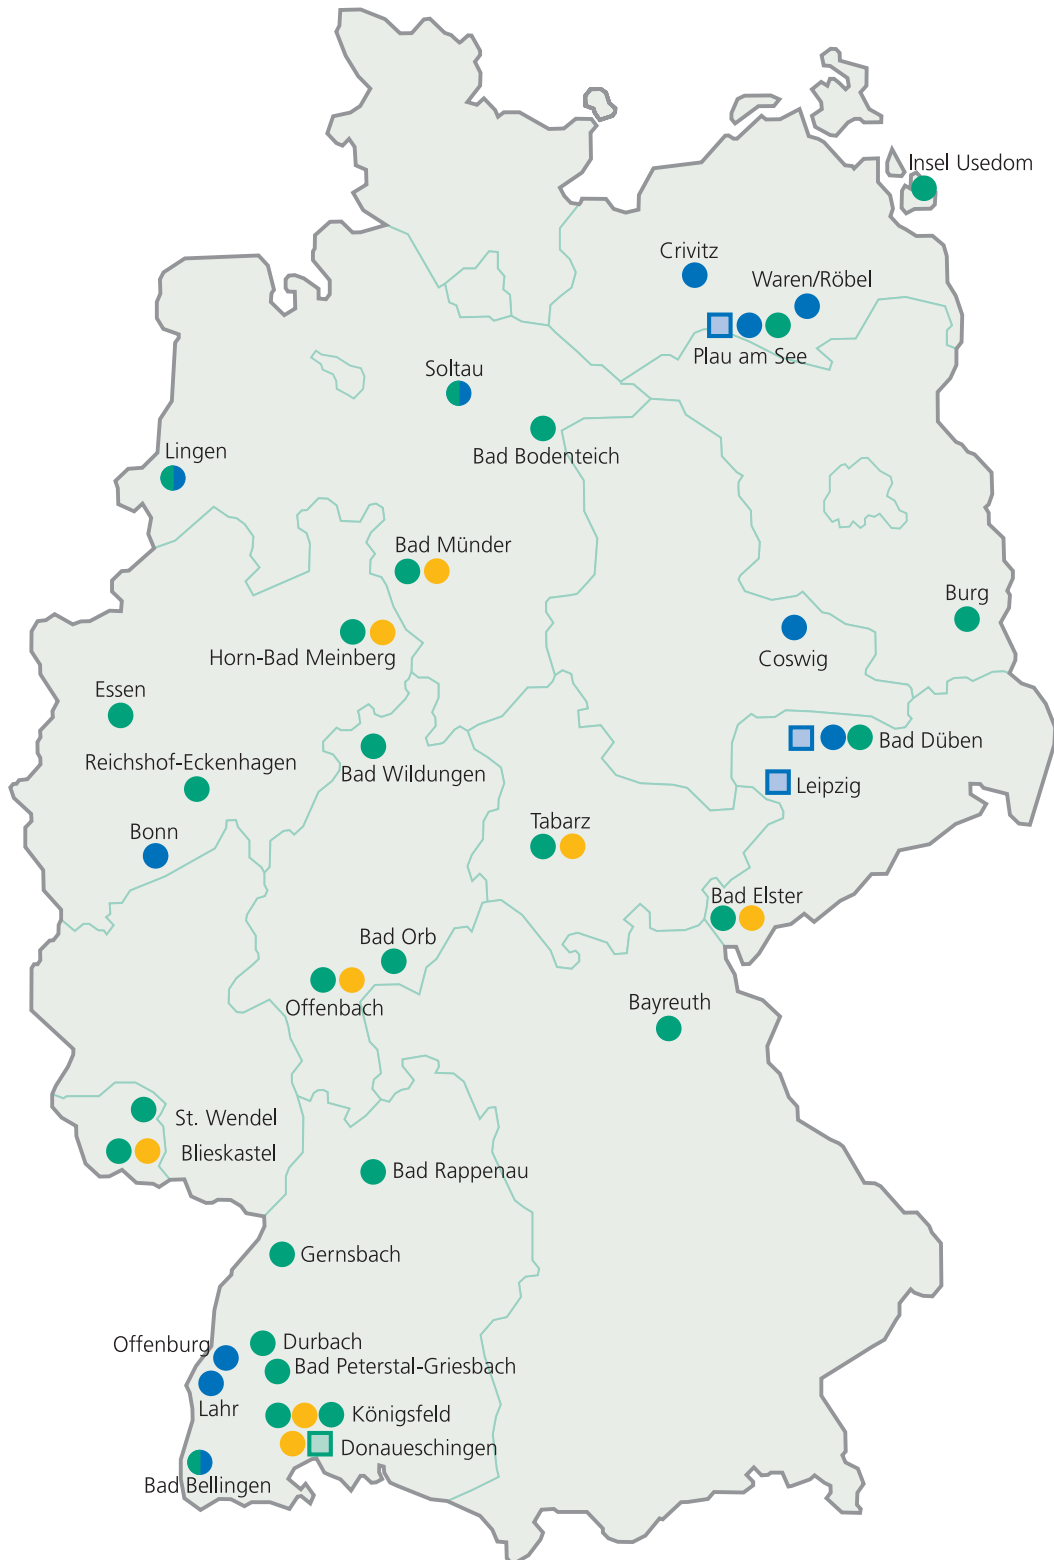 Insel Usedom
Crivitz
Waren/Röbel
Plau am See
Soltau
Bad Bodenteich
Lingen
Bad Münder
Burg
Coswig
Horn-Bad Meinberg
Essen
Bad Düben
Reichshof-Eckenhagen
Bad Wildungen
Leipzig
Bonn
Tabarz
Bad Elster
Bad Orb
Offenbach
Bayreuth
St. Wendel
Blieskastel
Bad Rappenau
Gernsbach
Offenburg
Durbach
Bad Peterstal-Griesbach
Lahr
Königsfeld
Donaueschingen
Bad Bellingen